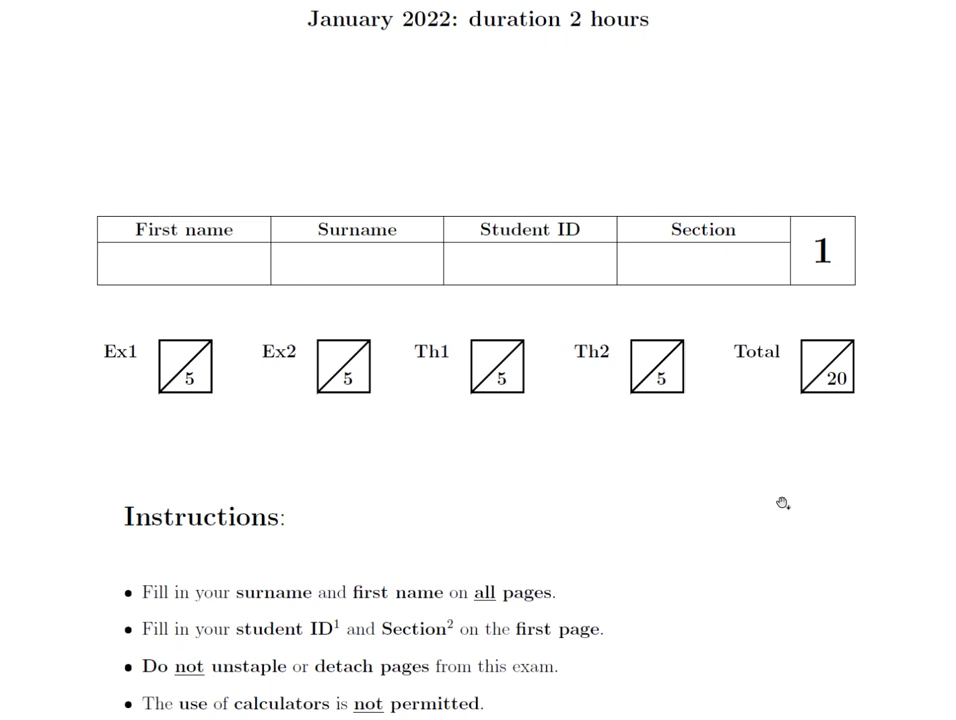 January 2022: duration 2 hours
First name Surname Student ID Section 1
Ex1 5 Ex2 5 Th1 5 Th2 5 Total 20
Instructions:
• Fill in your surname and first name on all pages.
• Fill in your student ID1 and Section2 on the first page.
• Do not unstaple or detach pages from this exam.
• The use of calculators is not permitted.